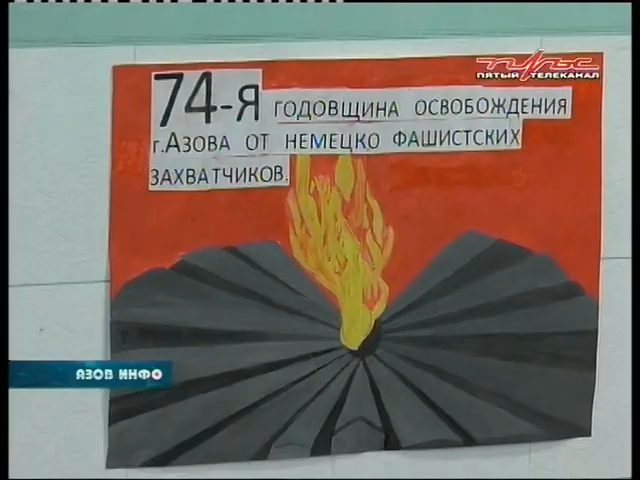 ПУЛЬС
ПЯТЫЙ ТЕЛЕКАНАЛ
74-Я ГОДОВЩИНА ОСВОБОЖДЕНИЯ
г. АЗОВА ОТ НЕМЕЦКО ФАШИСТСКИХ
ЗАХВАТЧИКОВ.
АЗОВ ИНФО